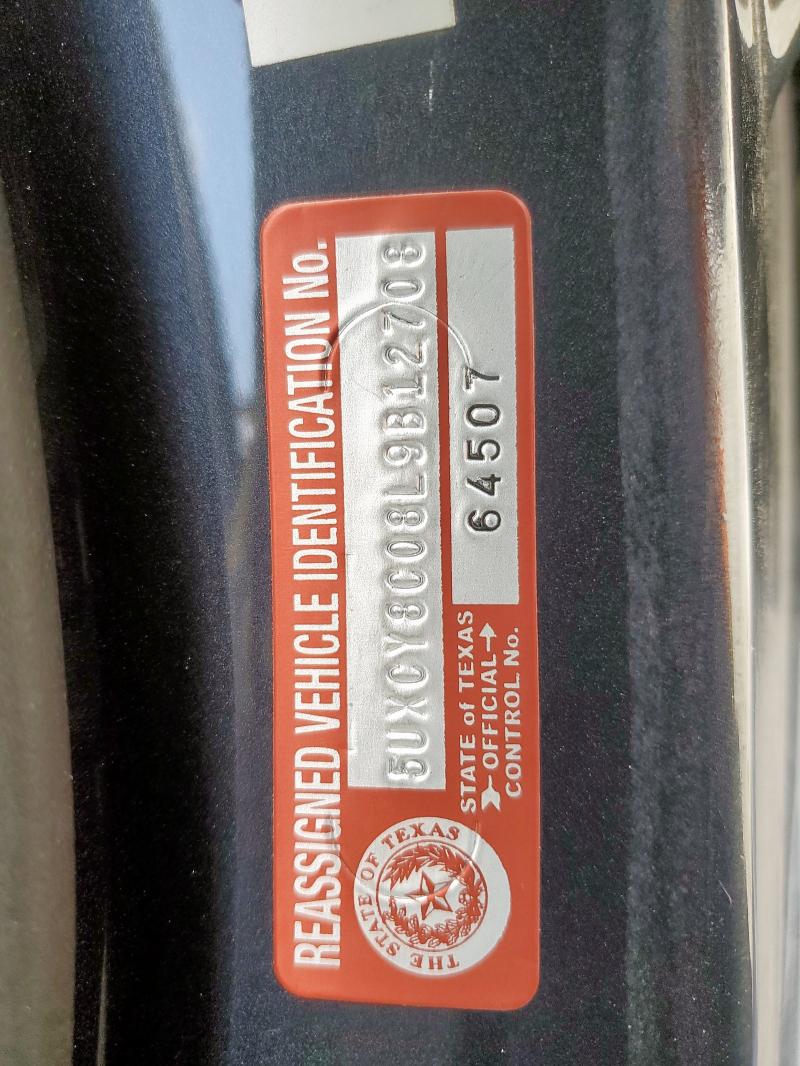 REASSIGNED VEHICLE IDENTIFICATION No.
5UXCY8C08L9B12708
STATE of TEXAS
OFFICIAL
CONTROL No.
64507
THE STATE OF TEXAS